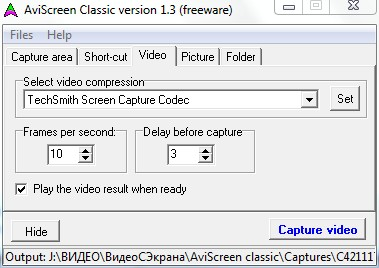 AviScreen Classic version 1.3 (freeware)
Files Help
Capture area Short-cut Video Picture Folder
Select video compression
TechSmith Screen Capture Codec Set
Frames per second: Delay before capture
10 3
Play the video result when ready
Hide Capture video
Output: J:\ВИДЕО\ВидеоСЭкрана\AviScreen classic\Captures\C42111